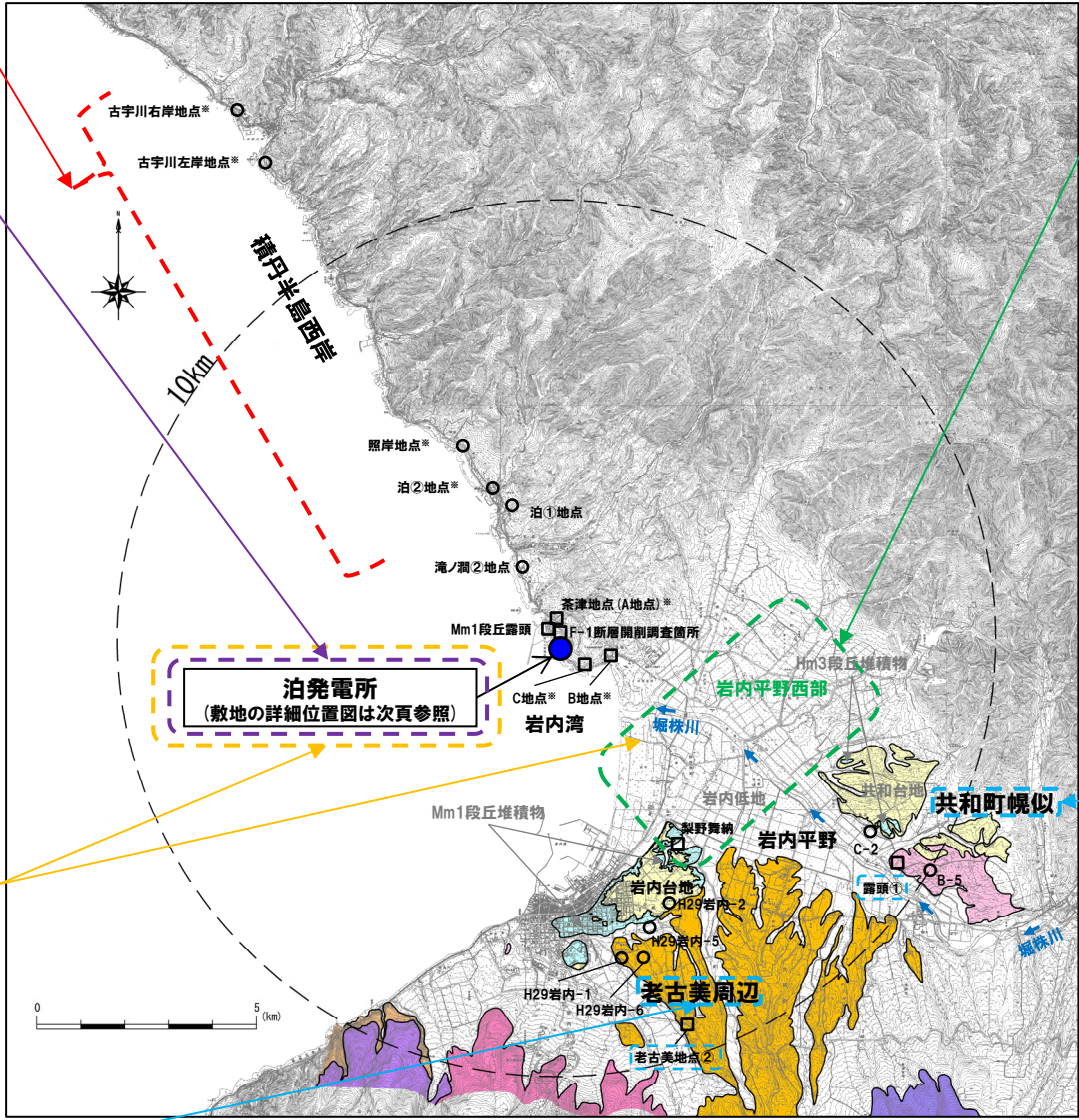 古宇川右岸地点※
古宇川左岸地点※
N
積丹半島西岸
10km
照岸地点※
泊②地点※
泊①地点
滝ノ澗②地点
茶津地点(A地点)※
Mm1段丘露頭
F-1断層開削調査箇所
泊発電所
(敷地の詳細位置図は次頁参照)
C地点※
B地点※
岩内湾
Hm3段丘堆積物
岩内平野西部
堀株川
Mm1段丘堆積物
岩内低地
共和台地
共和町幌似
梨野舞納
岩内平野
C-2
B-5
露頭①
岩内台地
H29岩内-2
H29岩内-5
堀株川
H29岩内-1
H29岩内-6
老古美周辺
老古美地点②
0
5
(km)